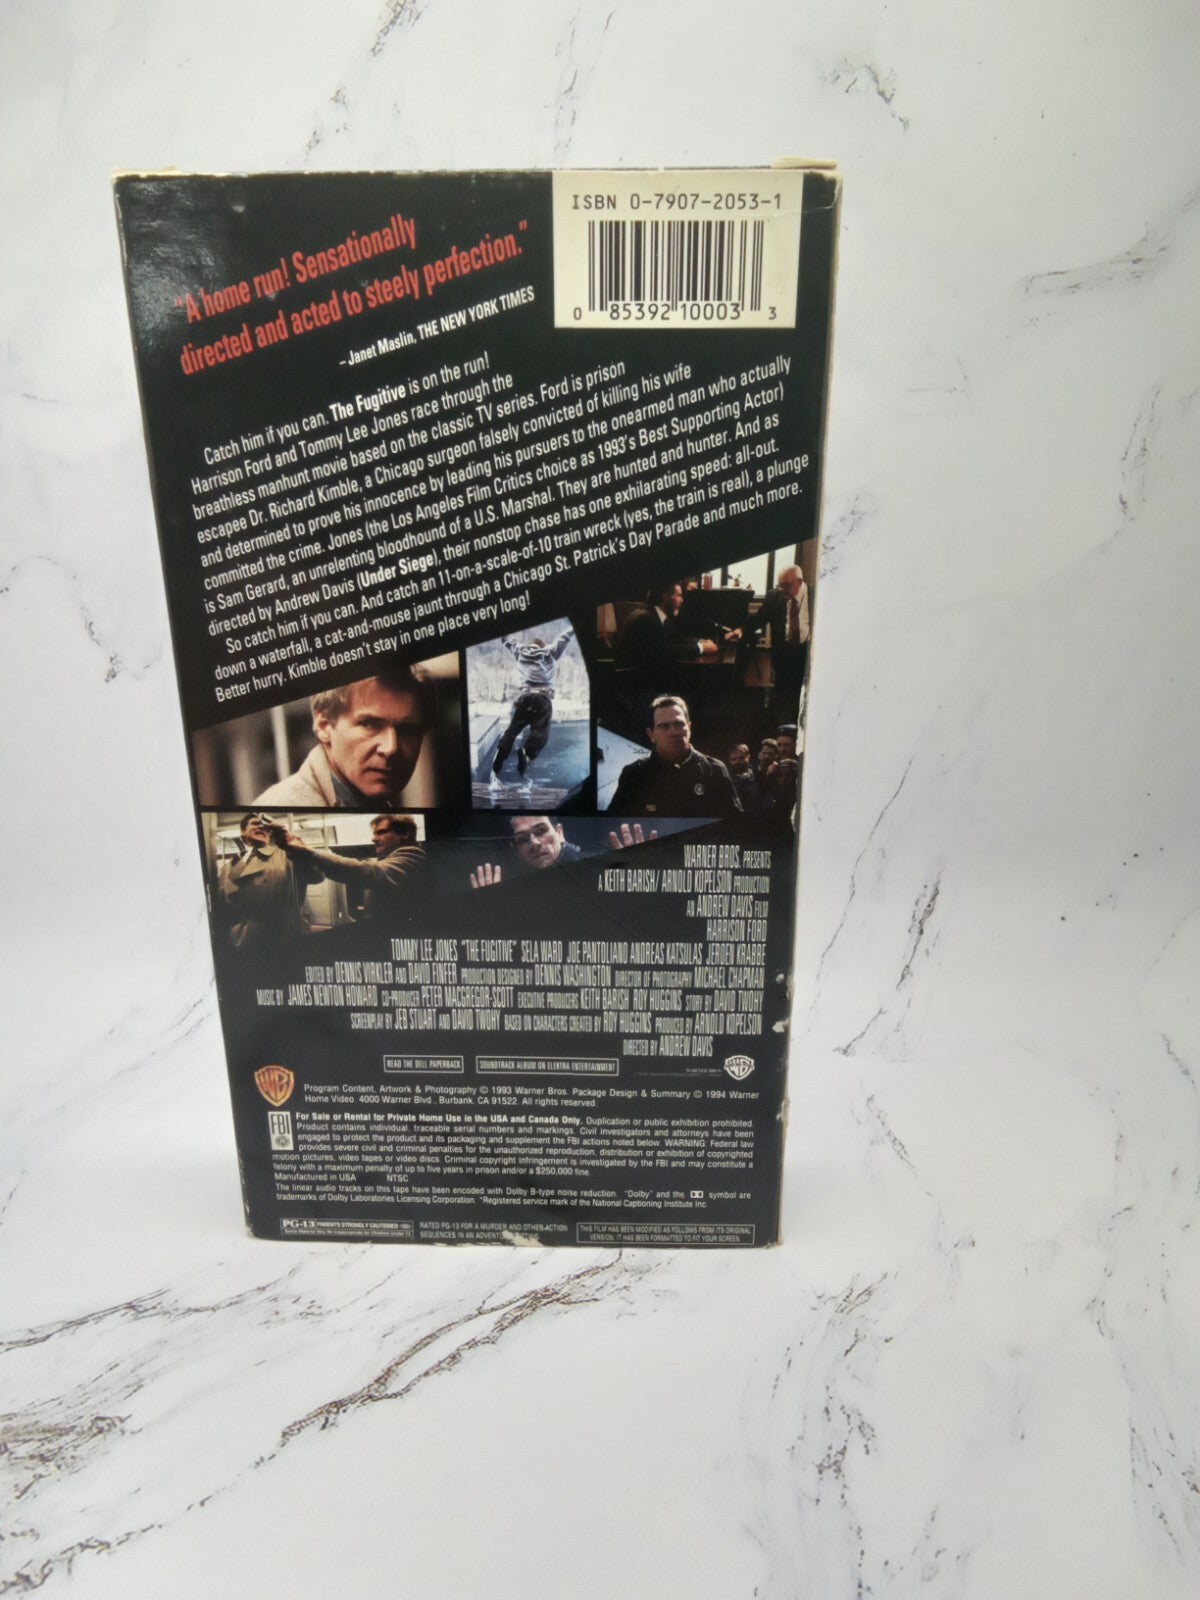 ISBN 0-7907-2053-1
0 85392 10003 3
"A home run! Sensationally
directed and acted to steely perfection."
– Janet Maslin, THE NEW YORK TIMES
Catch him if you can. The Fugitive is on the run!
Harrison Ford and Tommy Lee Jones race through the
breathless manhunt movie based on the classic TV series. Ford is prison
escapee Dr. Richard Kimble, a Chicago surgeon falsely convicted of killing his wife
and determined to prove his innocence by leading his pursuers to the onearmed man who actually
committed the crime. Jones (the Los Angeles Film Critics choice as 1993's Best Supporting Actor)
is Sam Gerard, an unrelenting bloodhound of a U.S. Marshal. They are hunted and hunter. And as
directed by Andrew Davis (Under Siege), their nonstop chase has one exhilarating speed: all-out.
So catch him if you can. And catch an 11-on-a-scale-of-10 train wreck (yes, the train is real), a plunge
down a waterfall, a cat-and-mouse jaunt through a Chicago St. Patrick's Day Parade and much more.
Better hurry. Kimble doesn't stay in one place very long!
WARNER BROS. PRESENTS
A KEITH BARISH/ ARNOLD KOPELSON PRODUCTION
AN ANDREW DAVIS FILM
HARRISON FORD
TOMMY LEE JONES "THE FUGITIVE" SELA WARD JOE PANTOLIANO ANDREAS KATSULAS JEROEN KRABBE
EDITED BY DENNIS VIRKLER AND DAVID FINFER PRODUCTION DESIGNED BY DENNIS WASHINGTON DIRECTOR OF PHOTOGRAPHY MICHAEL CHAPMAN
MUSIC BY JAMES NEWTON HOWARD CO-PRODUCER PETER MACGREGOR-SCOTT EXECUTIVE PRODUCERS KEITH BARISH ROY HUGGINS STORY BY DAVID TWOHY
SCREENPLAY BY JEB STUART AND DAVID TWOHY BASED ON CHARACTERS CREATED BY ROY HUGGINS PRODUCED BY ARNOLD KOPELSON
DIRECTED BY ANDREW DAVIS
READ THE DELL PAPERBACK
SOUNDTRACK ALBUM ON ELEKTRA ENTERTAINMENT
WARNER BROS.
Program Content, Artwork & Photography © 1993 Warner Bros. Package Design & Summary © 1994 Warner
Home Video 4000 Warner Blvd., Burbank, CA 91522. All rights reserved.
FBI
For Sale or Rental for Private Home Use in the USA and Canada Only. Duplication or public exhibition prohibited.
Product contains individual, traceable serial numbers and markings. Civil investigators and attorneys have been
engaged to protect the product and its packaging and supplement the FBI actions noted below. WARNING: Federal law
provides severe civil and criminal penalties for the unauthorized reproduction, distribution or exhibition of copyrighted
motion pictures, video tapes or video discs. Criminal copyright infringement is investigated by the FBI and may constitute a
felony with a maximum penalty of up to five years in prison and/or a $250,000 fine.
Manufactured in USA NTSC
The linear audio tracks on this tape have been encoded with Dolby B-type noise reduction. "Dolby" and the symbol are
trademarks of Dolby Laboratories Licensing Corporation. *Registered service mark of the National Captioning Institute Inc.
PG-13 PARENTS STRONGLY CAUTIONED
Some Material May Be Inappropriate for Children Under 13
RATED PG-13 FOR A MURDER AND OTHER ACTION
SEQUENCES IN AN ADVENTURE
THIS FILM HAS BEEN MODIFIED AS FOLLOWS FROM ITS ORIGINAL
VERSION: IT HAS BEEN FORMATTED TO FIT YOUR SCREEN